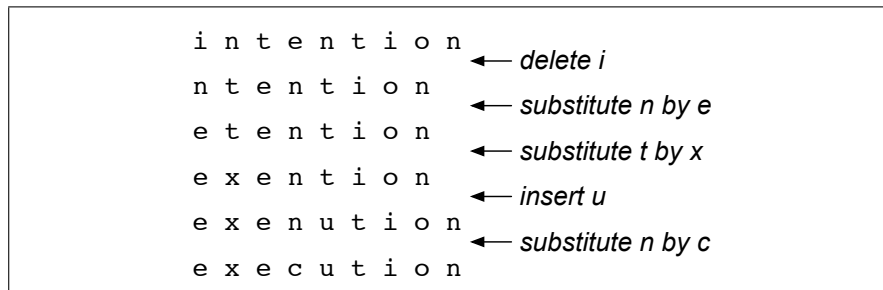 i n t e n t i o n
delete i
n t e n t i o n
substitute n by e
e t e n t i o n
substitute t by x
e x e n t i o n
insert u
e x e n u t i o n
substitute n by c
e x e c u t i o n